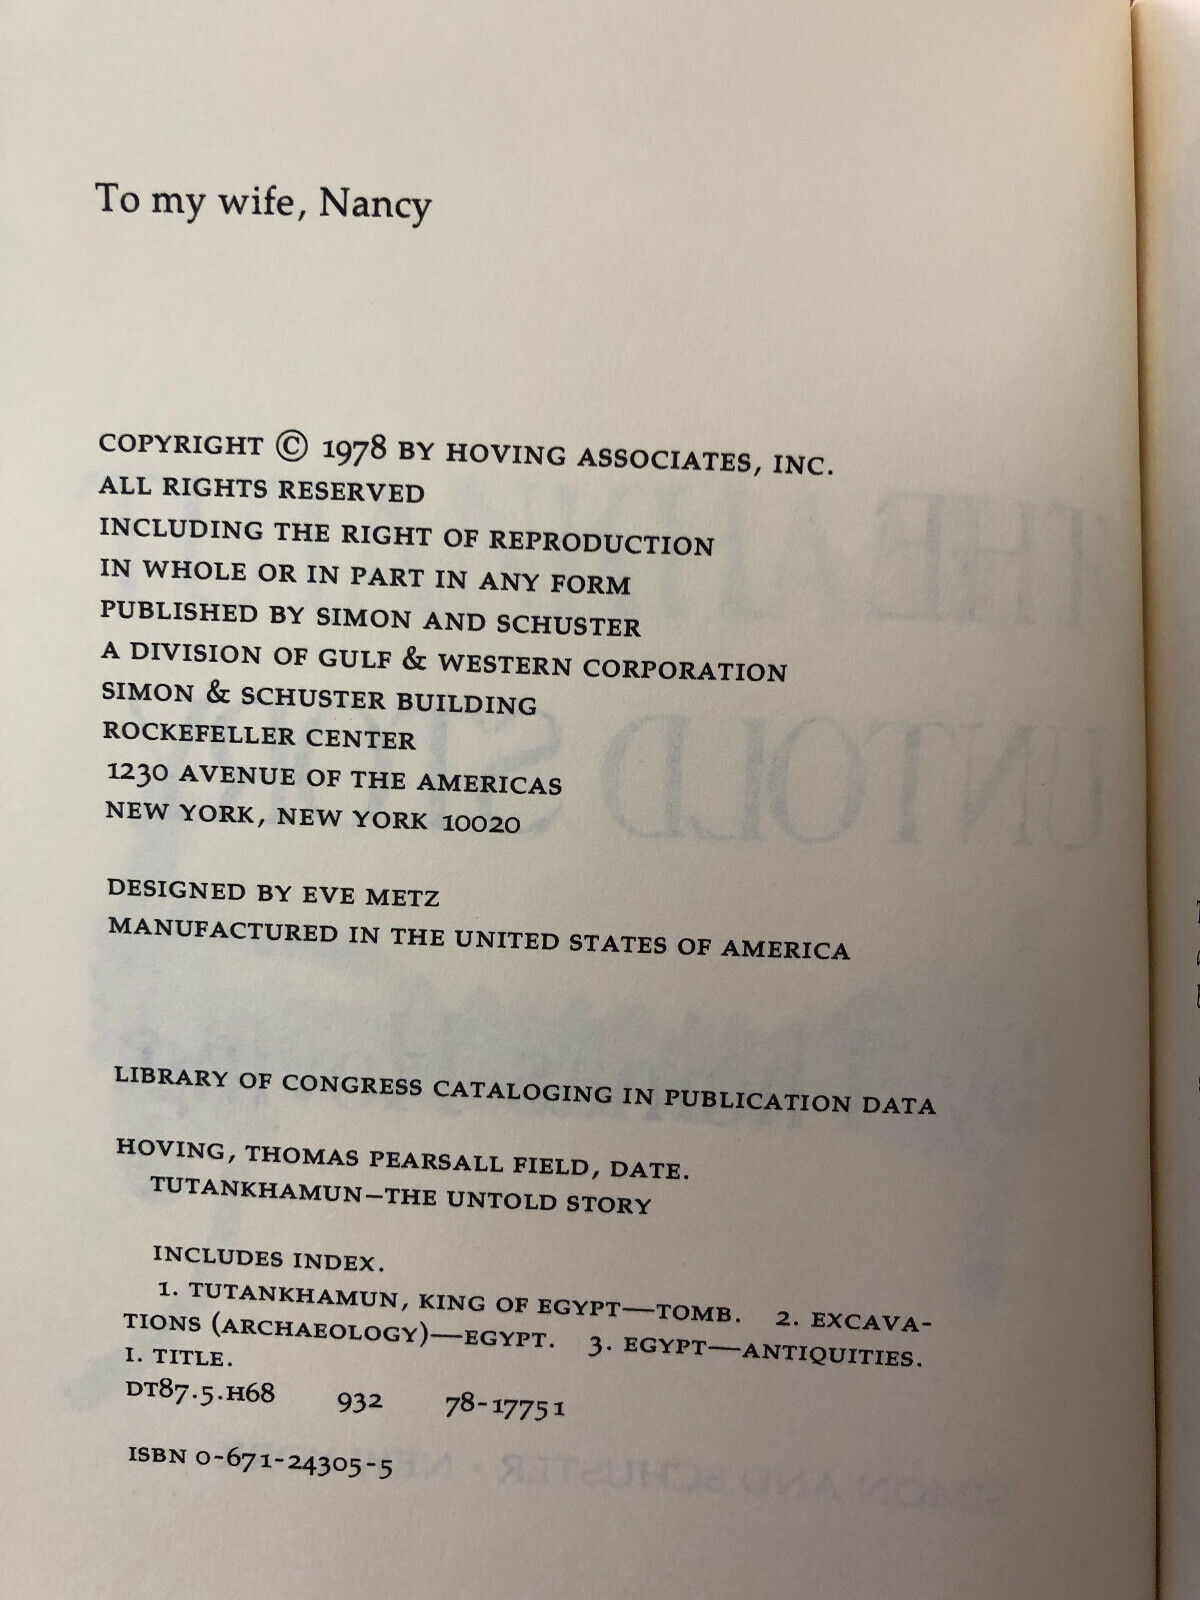 To my wife, Nancy
COPYRIGHT © 1978 BY HOVING ASSOCIATES, INC.
ALL RIGHTS RESERVED
INCLUDING THE RIGHT OF REPRODUCTION
IN WHOLE OR IN PART IN ANY FORM
PUBLISHED BY SIMON AND SCHUSTER
A DIVISION OF GULF & WESTERN CORPORATION
SIMON & SCHUSTER BUILDING
ROCKEFELLER CENTER
1230 AVENUE OF THE AMERICAS
NEW YORK, NEW YORK 10020
DESIGNED BY EVE METZ
MANUFACTURED IN THE UNITED STATES OF AMERICA
LIBRARY OF CONGRESS CATALOGING IN PUBLICATION DATA
HOVING, THOMAS PEARSALL FIELD, DATE.
TUTANKHAMUN–THE UNTOLD STORY
INCLUDES INDEX.
1. TUTANKHAMUN, KING OF EGYPT—TOMB. 2. EXCAVA-
TIONS (ARCHAEOLOGY)—EGYPT. 3. EGYPT—ANTIQUITIES.
I. TITLE.
DT87.5.H68 932 78-17751
ISBN 0-671-24305-5